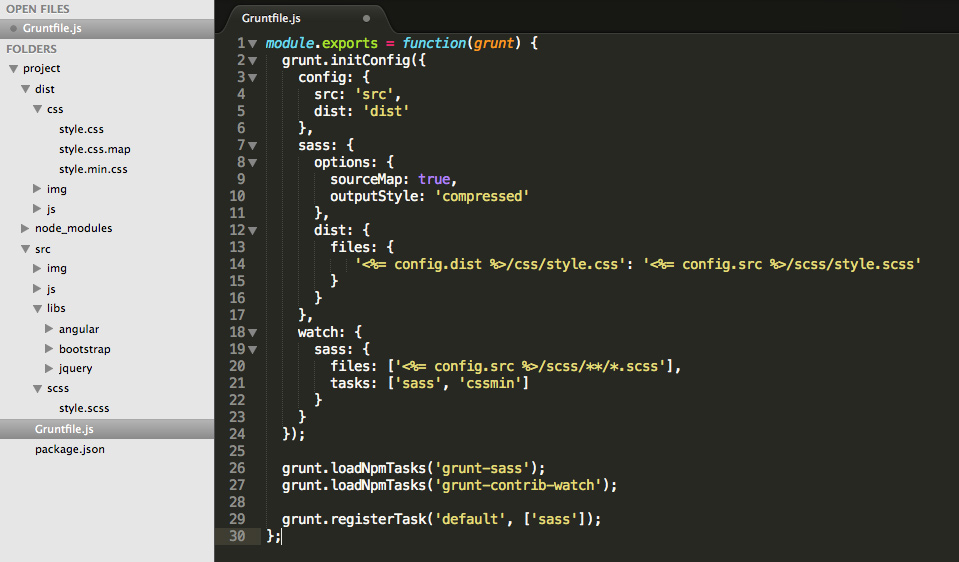 OPEN FILES
Gruntfile.js
FOLDERS
project
dist
css
style.css
style.css.map
style.min.css
img
js
node_modules
src
img
js
libs
angular
bootstrap
jquery
scss
style.scss
Gruntfile.js
package.json
Gruntfile.js
1 module.exports = function(grunt) {
2 grunt.initConfig({
3 config: {
4 src: 'src',
5 dist: 'dist'
6 },
7 sass: {
8 options: {
9 sourceMap: true,
10 outputStyle: 'compressed'
11 },
12 dist: {
13 files: {
14 '<%= config.dist %>/css/style.css': '<%= config.src %>/scss/style.scss'
15 }
16 }
17 },
18 watch: {
19 sass: {
20 files: ['<%= config.src %>/scss/**/*.scss'],
21 tasks: ['sass', 'cssmin']
22 }
23 }
24 });
25
26 grunt.loadNpmTasks('grunt-sass');
27 grunt.loadNpmTasks('grunt-contrib-watch');
28
29 grunt.registerTask('default', ['sass']);
30 };